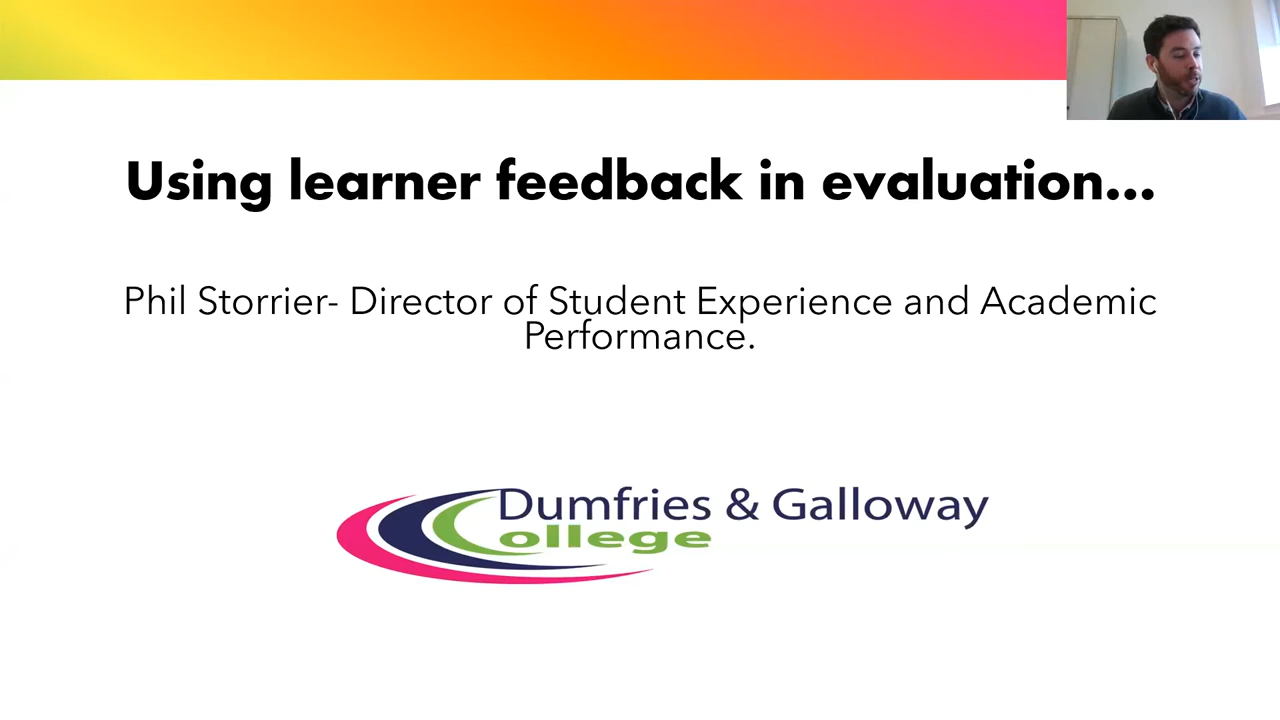 Using learner feedback in evaluation...
Phil Storrier- Director of Student Experience and Academic
Performance.
Dumfries & Galloway
College